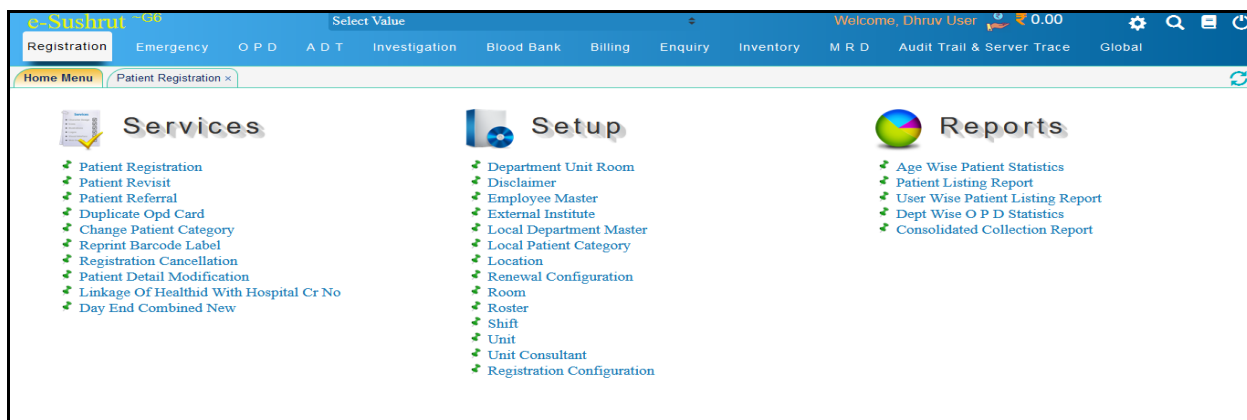 e-Sushrut ~G6 Select Value Welcome, Dhruv User ₹ 0.00
Registration Emergency O P D A D T Investigation Blood Bank Billing Enquiry Inventory M R D Audit Trail & Server Trace Global
Home Menu Patient Registration ×
Services
Patient Registration
Patient Revisit
Patient Referral
Duplicate Opd Card
Change Patient Category
Reprint Barcode Label
Registration Cancellation
Patient Detail Modification
Linkage Of Healthid With Hospital Cr No
Day End Combined New
Setup
Department Unit Room
Disclaimer
Employee Master
External Institute
Local Department Master
Local Patient Category
Location
Renewal Configuration
Room
Roster
Shift
Unit
Unit Consultant
Registration Configuration
Reports
Age Wise Patient Statistics
Patient Listing Report
User Wise Patient Listing Report
Dept Wise O P D Statistics
Consolidated Collection Report